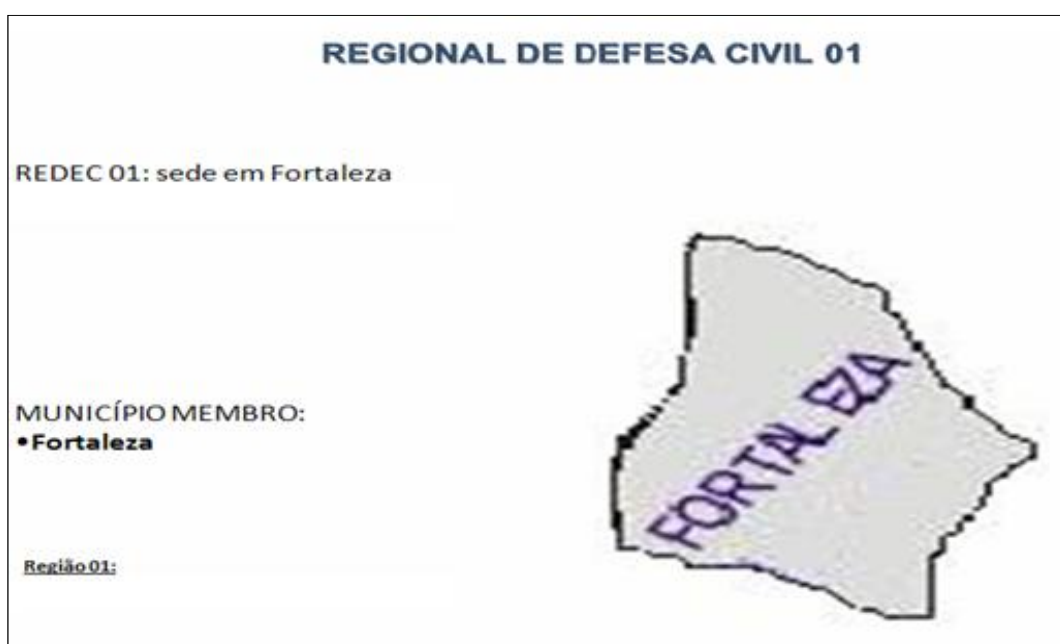 REGIONAL DE DEFESA CIVIL 01
REDEC 01: sede em Fortaleza
MUNICÍPIO MEMBRO:
•Fortaleza
FORTALEZA
Região 01: